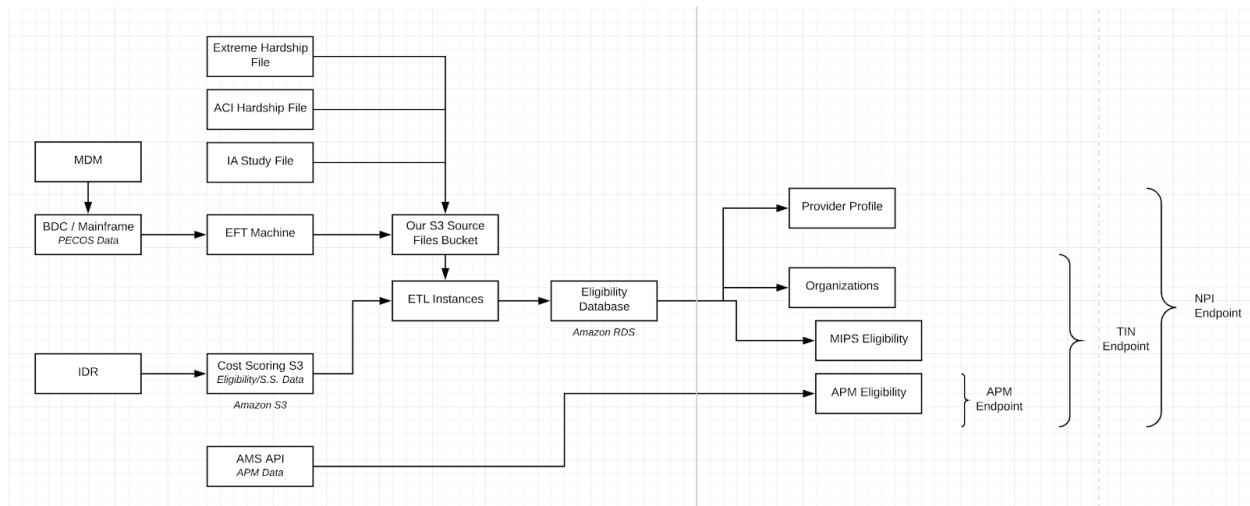 Extreme Hardship
File
ACI Hardship File
IA Study File
MDM
BDC / Mainframe
PECOS Data
EFT Machine
Our S3 Source
Files Bucket
ETL Instances
Eligibility
Database
Amazon RDS
IDR
Cost Scoring S3
Eligibility/S.S. Data
Amazon S3
AMS API
APM Data
Provider Profile
Organizations
MIPS Eligibility
APM Eligibility
APM
Endpoint
TIN
Endpoint
NPI
Endpoint